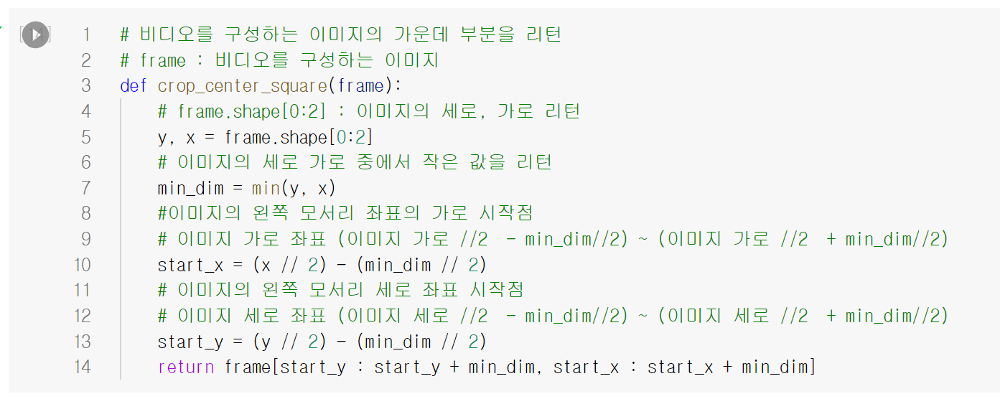 1 # 비디오를 구성하는 이미지의 가운데 부분을 리턴
2 # frame : 비디오를 구성하는 이미지
3 def crop_center_square(frame):
4 # frame.shape[0:2] : 이미지의 세로, 가로 리턴
5 y, x = frame.shape[0:2]
6 # 이미지의 세로 가로 중에서 작은 값을 리턴
7 min_dim = min(y, x)
8 #이미지의 왼쪽 모서리 좌표의 가로 시작점
9 # 이미지 가로 좌표 (이미지 가로 //2 - min_dim//2) ~ (이미지 가로 //2 + min_dim//2)
10 start_x = (x // 2) - (min_dim // 2)
11 # 이미지의 왼쪽 모서리 세로 좌표 시작점
12 # 이미지 세로 좌표 (이미지 세로 //2 - min_dim//2) ~ (이미지 세로 //2 + min_dim//2)
13 start_y = (y // 2) - (min_dim // 2)
14 return frame[start_y : start_y + min_dim, start_x : start_x + min_dim]